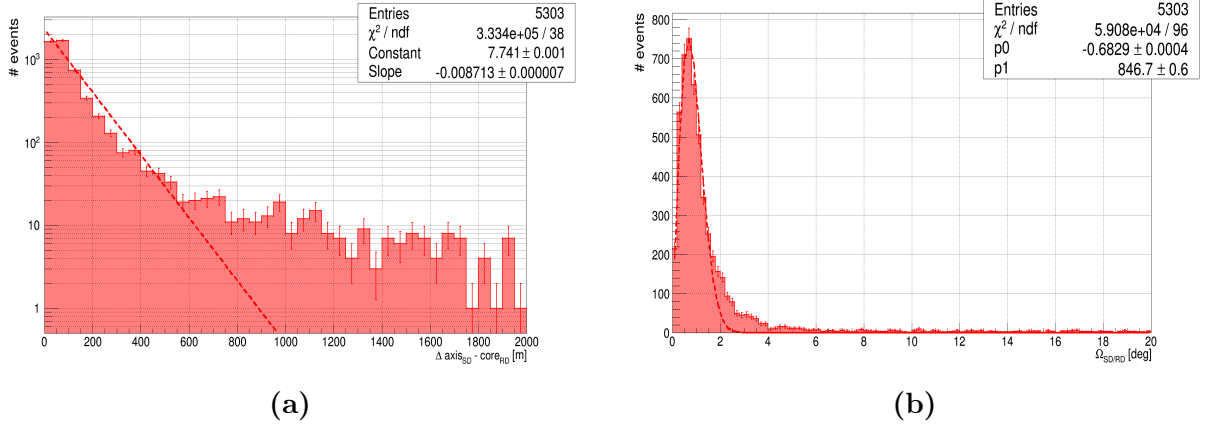 Entries 5303
χ² / ndf 3.334e+05 / 38
Constant 7.741 ± 0.001
Slope -0.008713 ± 0.000007
# events
10³
10²
10
1
0 200 400 600 800 1000 1200 1400 1600 1800 2000
Δ axis_SD - core_RD [m]
(a)
Entries 5303
χ² / ndf 5.908e+04 / 96
p0 -0.6829 ± 0.0004
p1 846.7 ± 0.6
# events
800
700
600
500
400
300
200
100
0
0 2 4 6 8 10 12 14 16 18 20
Ω_SD/RD [deg]
(b)